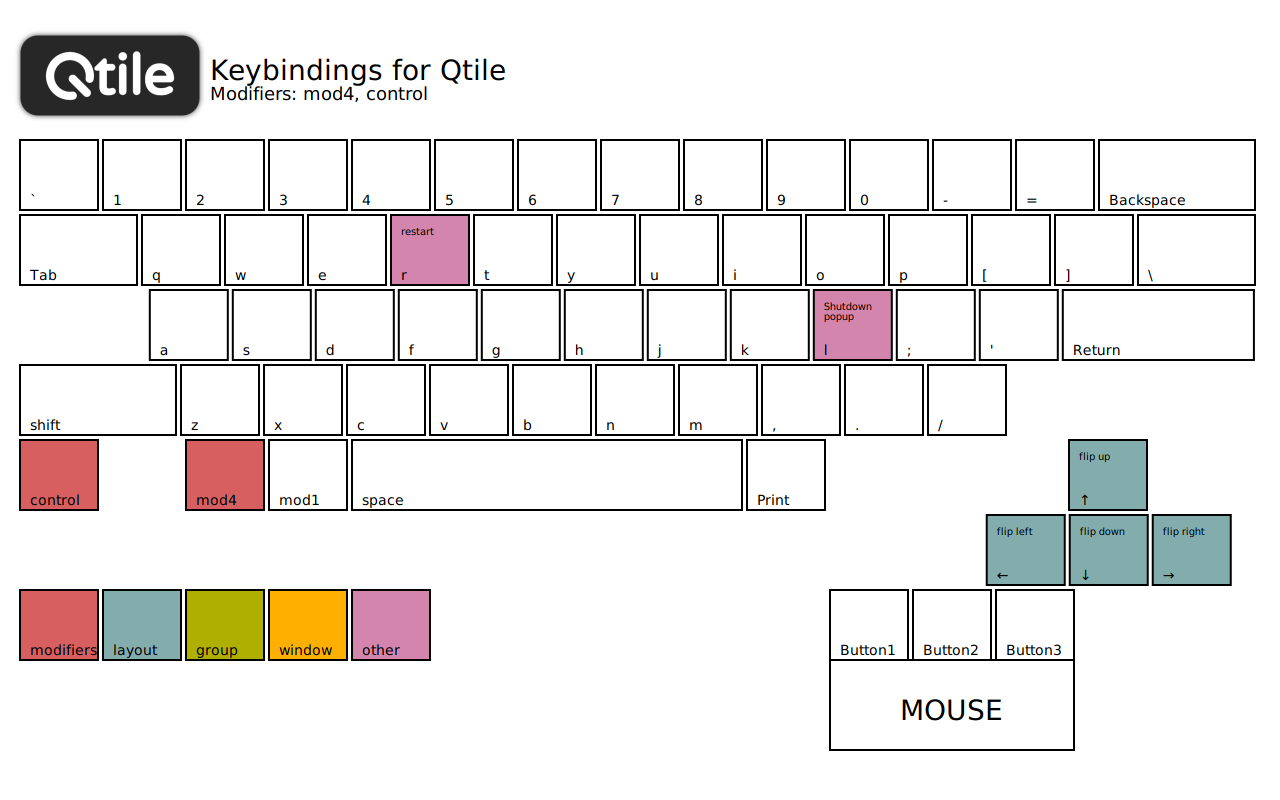 Qtile
Keybindings for Qtile
Modifiers: mod4, control
` 1 2 3 4 5 6 7 8 9 0 - = Backspace
restart
Tab q w e r t y u i o p [ ] \
Shutdown
popup
a s d f g h j k l ; ' Return
shift z x c v b n m , . /
flip up
control mod4 mod1 space Print ↑
flip left flip down flip right
← ↓ →
modifiers layout group window other Button1 Button2 Button3
MOUSE